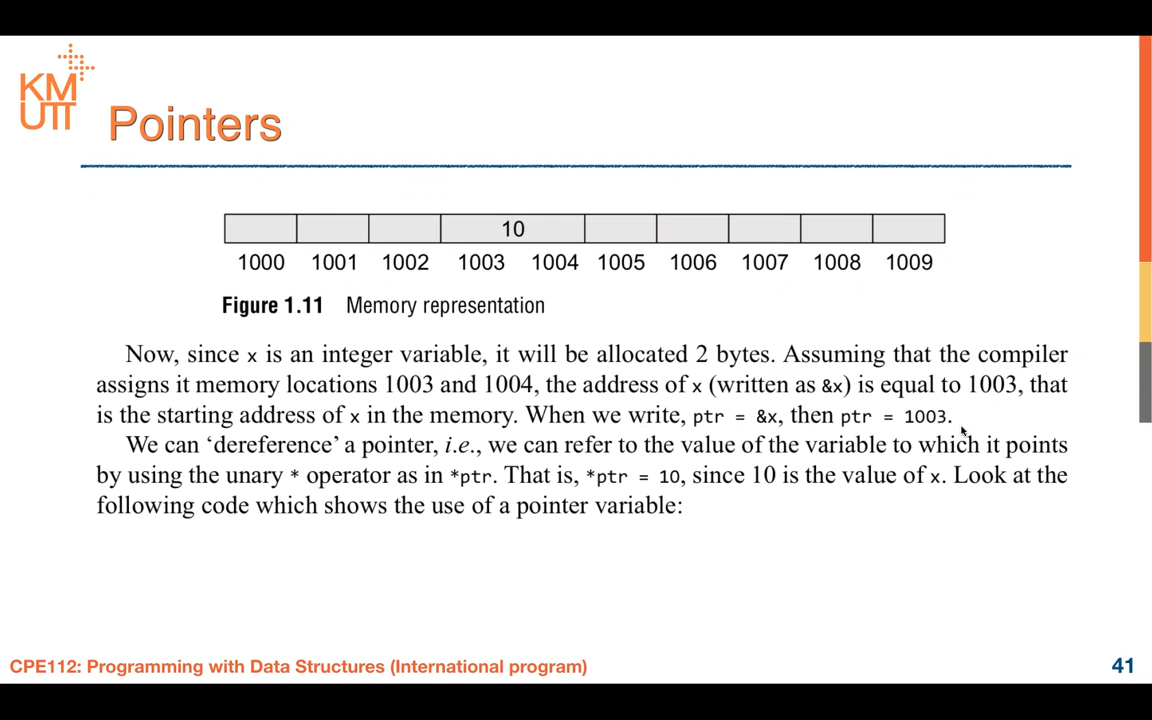 KM
UTT
Pointers
10
1000 1001 1002 1003 1004 1005 1006 1007 1008 1009
Figure 1.11 Memory representation
Now, since x is an integer variable, it will be allocated 2 bytes. Assuming that the compiler
assigns it memory locations 1003 and 1004, the address of x (written as &x) is equal to 1003, that
is the starting address of x in the memory. When we write, ptr = &x, then ptr = 1003.
We can ‘dereference’ a pointer, i.e., we can refer to the value of the variable to which it points
by using the unary * operator as in *ptr. That is, *ptr = 10, since 10 is the value of x. Look at the
following code which shows the use of a pointer variable:
CPE112: Programming with Data Structures (International program) 41